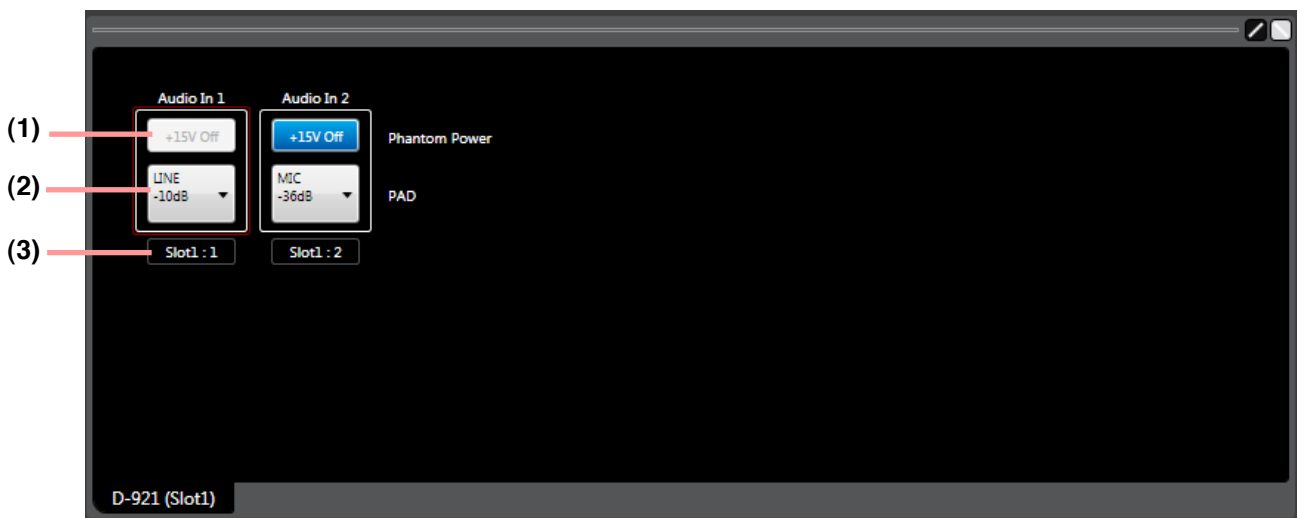 Audio In 1 Audio In 2
(1) +15V Off +15V Off Phantom Power
(2) LINE
-10dB MIC
-36dB PAD
(3) Slot1 : 1 Slot1 : 2
D-921 (Slot1)